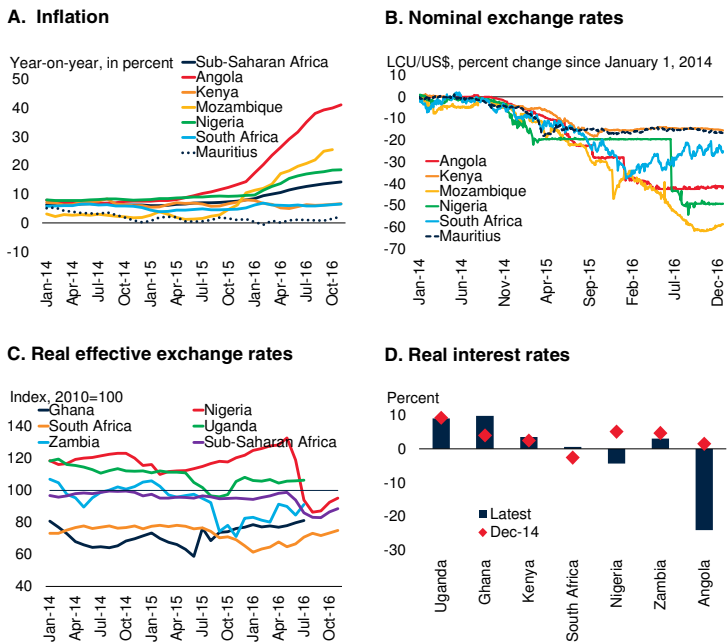 A. Inflation
Year-on-year, in percent
50
40
30
20
10
0
-10
Sub-Saharan Africa
Angola
Kenya
Mozambique
Nigeria
South Africa
Mauritius
Jan-14
Apr-14
Jul-14
Oct-14
Jan-15
Apr-15
Jul-15
Oct-15
Jan-16
Apr-16
Jul-16
Oct-16
B. Nominal exchange rates
LCU/US$, percent change since January 1, 2014
10
0
-10
-20
-30
-40
-50
-60
-70
Angola
Kenya
Mozambique
Nigeria
South Africa
Mauritius
Jan-14
Jun-14
Nov-14
Apr-15
Sep-15
Feb-16
Jul-16
Dec-16
C. Real effective exchange rates
Index, 2010=100
Ghana
Nigeria
South Africa
Uganda
Zambia
Sub-Saharan Africa
140
120
100
80
60
40
Jan-14
Apr-14
Jul-14
Oct-14
Jan-15
Apr-15
Jul-15
Oct-15
Jan-16
Apr-16
Jul-16
Oct-16
D. Real interest rates
Percent
10
0
-10
-20
-30
Latest
Dec-14
Uganda
Ghana
Kenya
South Africa
Nigeria
Zambia
Angola